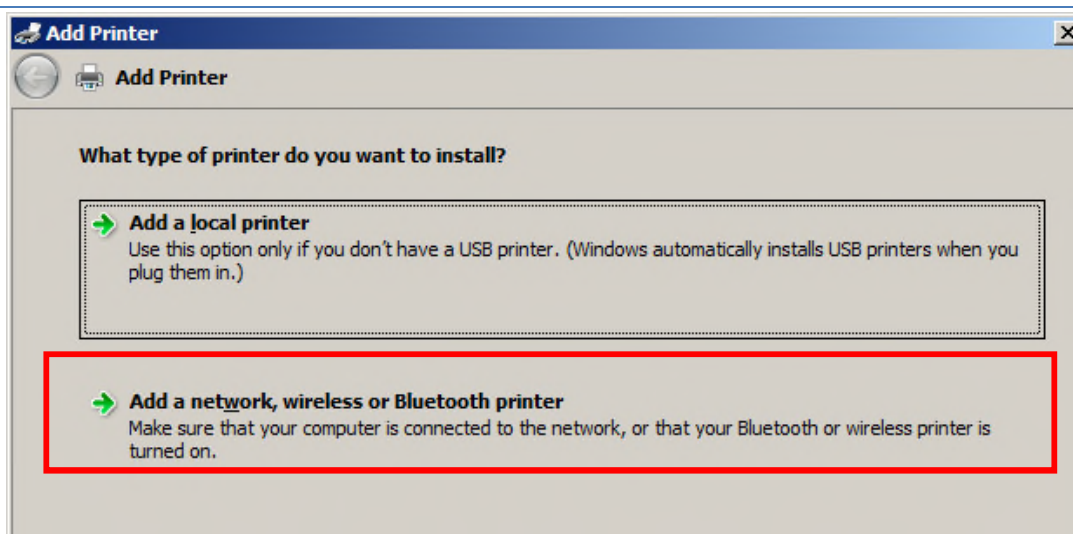 Add Printer
Add Printer
What type of printer do you want to install?
Add a local printer
Use this option only if you don't have a USB printer. (Windows automatically installs USB printers when you
plug them in.)
Add a network, wireless or Bluetooth printer
Make sure that your computer is connected to the network, or that your Bluetooth or wireless printer is
turned on.